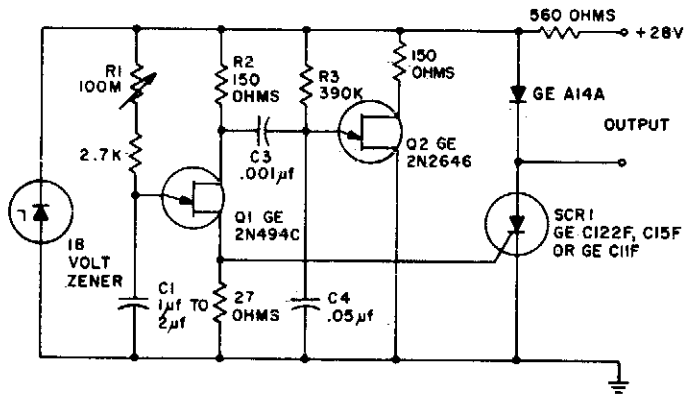 560 OHMS
+28V
R1
100M
R2
150
OHMS
R3
390K
150
OHMS
GE A14A
2.7K
C3
.001μf
Q2 GE
2N2646
OUTPUT
Q1 GE
2N494C
SCR1
GE C122F, C15F
OR GE C11F
18
VOLT
ZENER
C1
1μf TO
2μf
27
OHMS
C4
.05μf